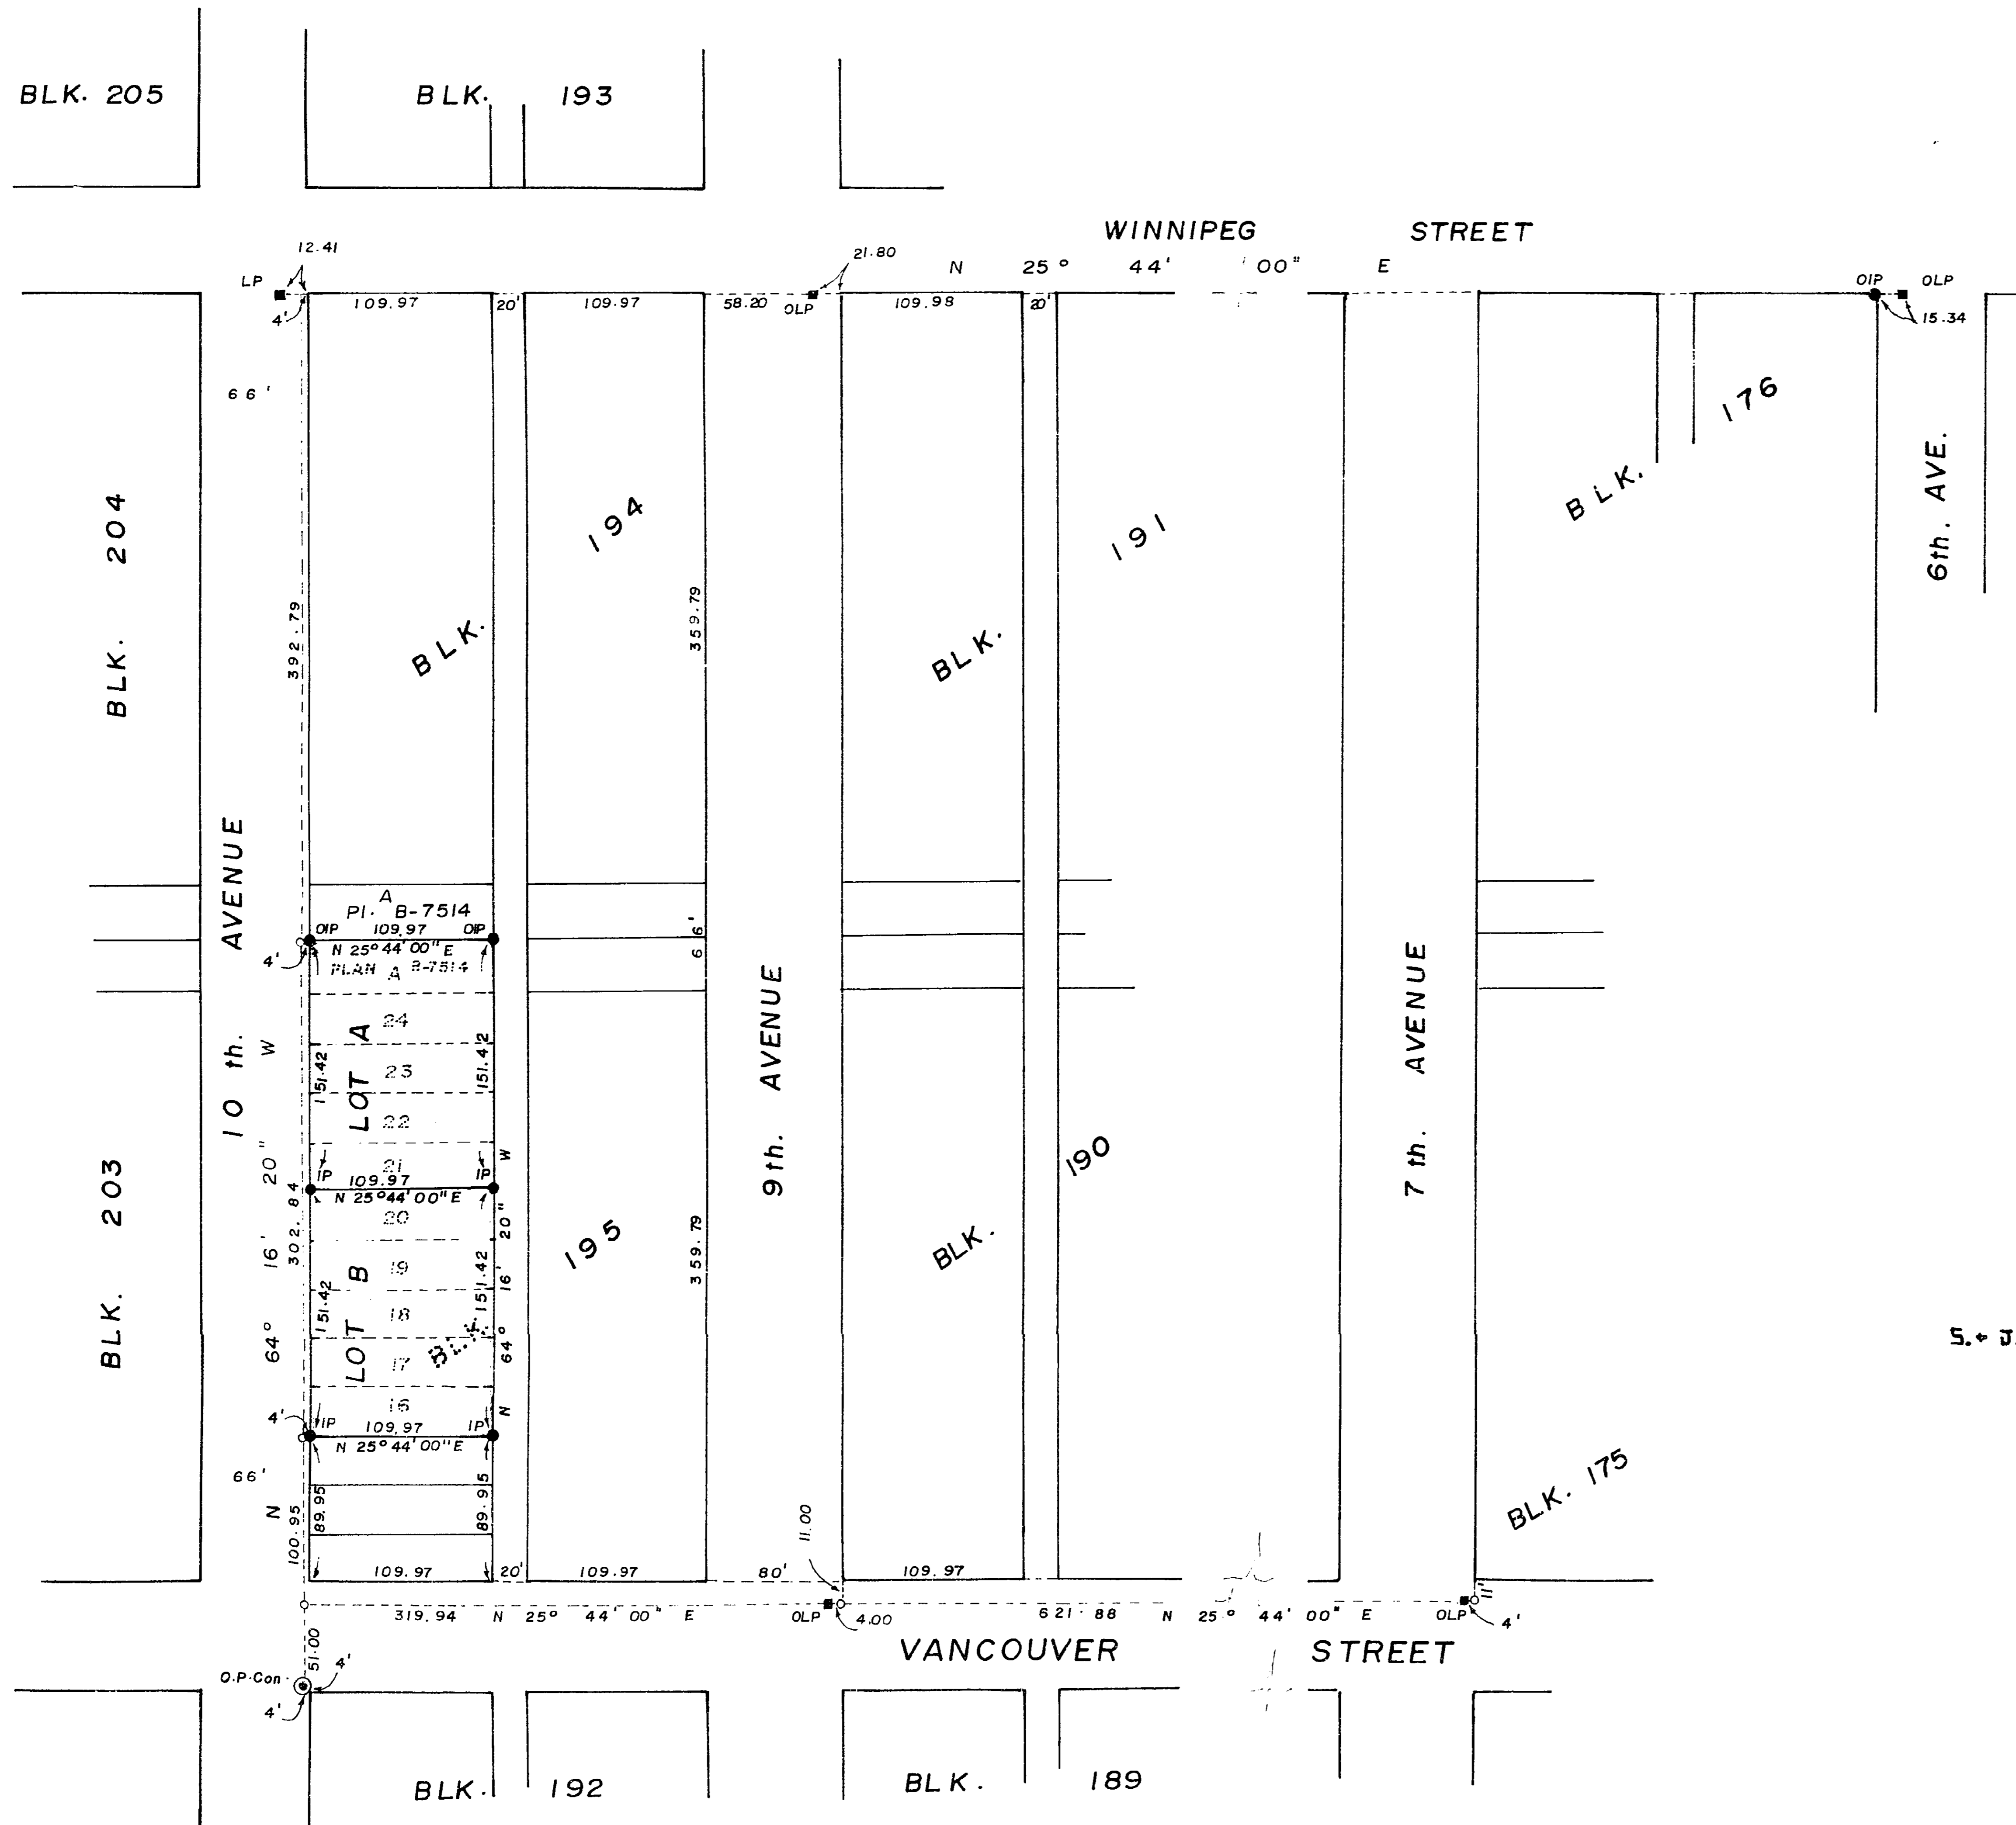 BLK. 205
BLK. 193
WINNIPEG STREET
N 25° 44' 00" E
12.41
21.80
LP
4'
109.97
20'
109.97
58.20
OLP
109.98
20'
OIP
OLP
15.34
66'
BLK. 176
6th. AVE.
BLK. 204
392.79
BLK. 194
359.79
BLK. 191
10 th. AVENUE
A
Pl. B-7514
OIP
109.97
OIP
N 25°44'00" E
4'
PLAN A B-7514
66'
24
23
22
21
LOT A
151.42
151.42
IP
109.97
IP
N 25°44'00" E
20
19
18
17
16
LOT B
151.42
151.42
N 64° 16' 20" W
302.84
N 64° 16' 20" W
BLK. 195
359.79
9th. AVENUE
BLK. 190
7 th. AVENUE
BLK. 203
4'
IP
109.97
IP
N 25°44'00" E
66'
100.95
89.95
89.95
109.97
20'
109.97
80'
11.00
109.97
BLK. 175
S. & J.
319.94 N 25° 44' 00" E
OLP
4.00
621.88 N 25° 44' 00" E
OLP
4'
11'
VANCOUVER STREET
51.00
O.P.Con.
4'
4'
BLK. 192
BLK. 189